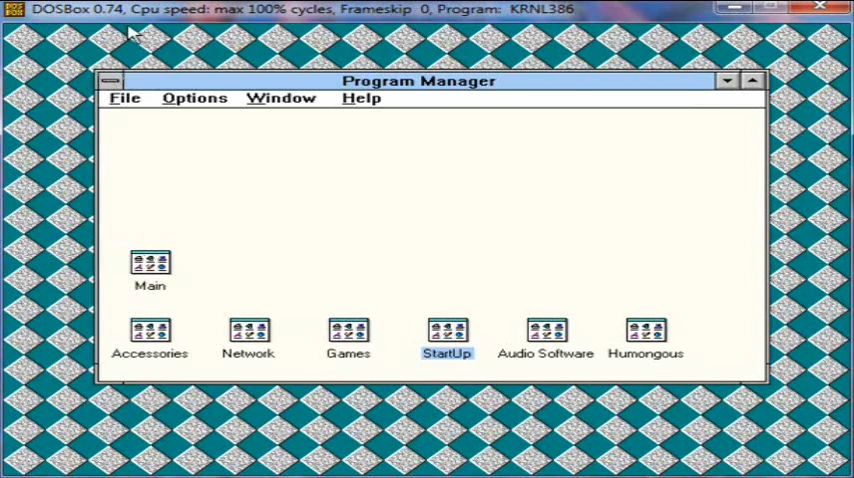 DOSBox 0.74, Cpu speed: max 100% cycles, Frameskip 0, Program: KRNL386
Program Manager
File Options Window Help
Main
Accessories Network Games StartUp Audio Software Humongous